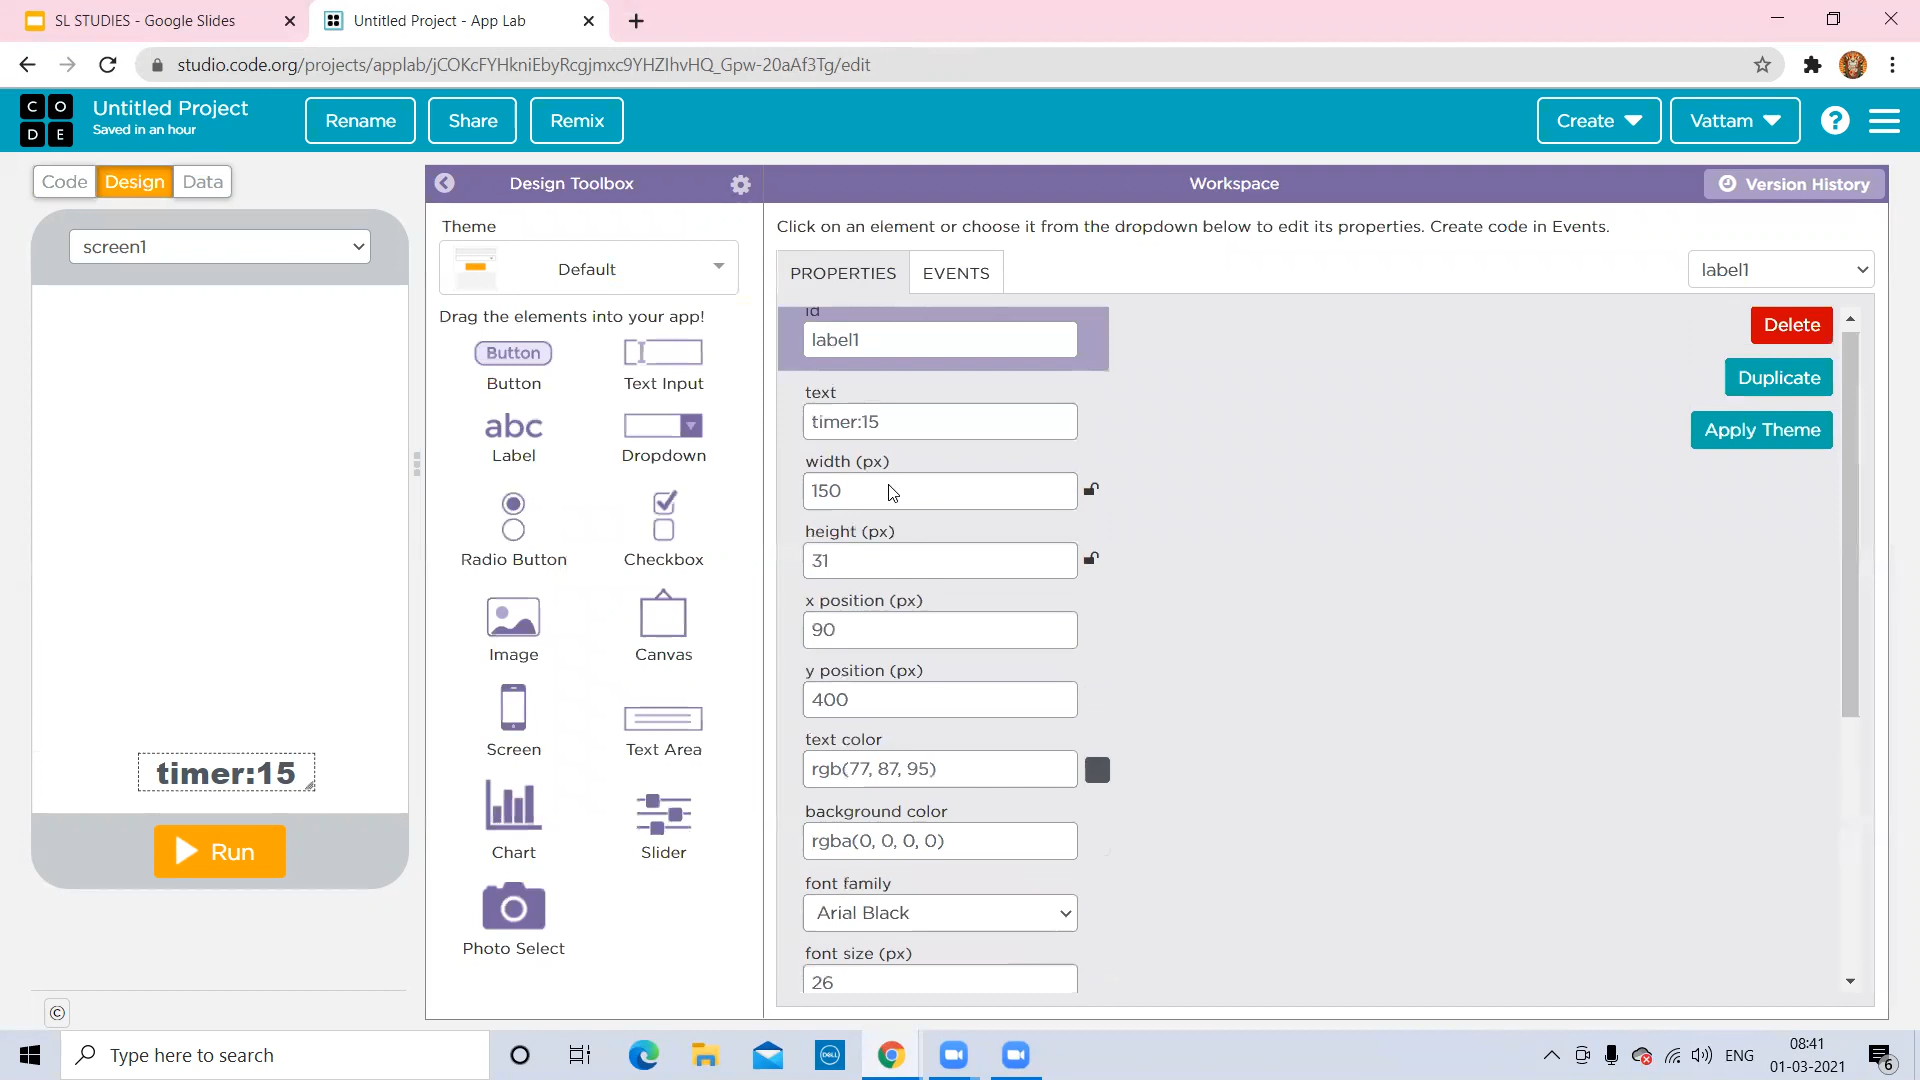 SL STUDIES - Google Slides
Untitled Project - App Lab
studio.code.org/projects/applab/jCOKcFYHkniEbyRcgjmxc9YHZIhvHQ_Gpw-20aAf3Tg/edit
C O
D E
Untitled Project
Saved in an hour
Rename
Share
Remix
Create
Vattam
?
Code
Design
Data
Design Toolbox
Workspace
Version History
screen1
Theme
Default
Drag the elements into your app!
Button
Button
Text Input
abc
Label
Dropdown
Radio Button
Checkbox
Image
Canvas
Screen
Text Area
Chart
Slider
Photo Select
Click on an element or choose it from the dropdown below to edit its properties. Create code in Events.
PROPERTIES
EVENTS
label1
id
label1
text
timer:15
width (px)
150
height (px)
31
x position (px)
90
y position (px)
400
text color
rgb(77, 87, 95)
background color
rgba(0, 0, 0, 0)
font family
Arial Black
font size (px)
26
Delete
Duplicate
Apply Theme
timer:15
Run
©
Type here to search
DELL
ENG
08:41
01-03-2021
6